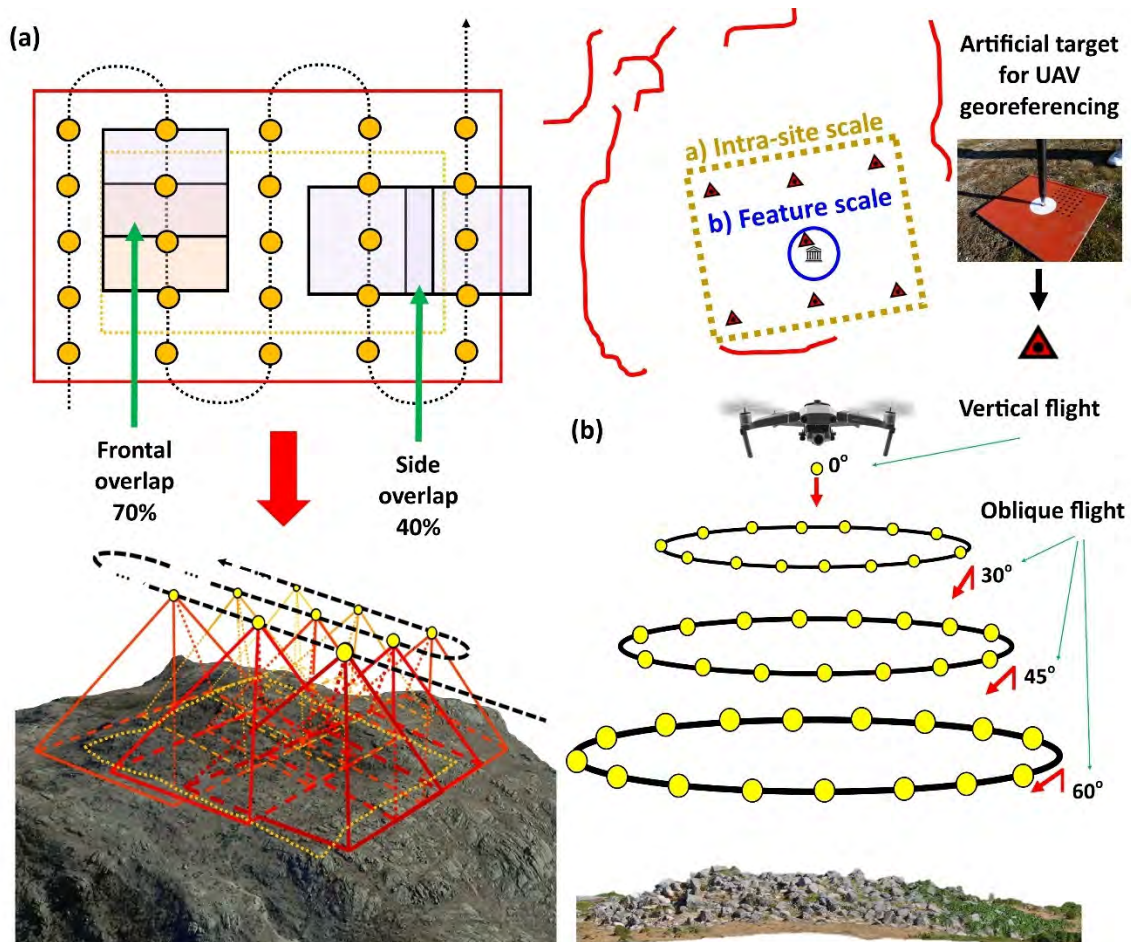 (a)
Frontal
overlap
70%
Side
overlap
40%
a) Intra-site scale
b) Feature scale
Artificial target
for UAV
georeferencing
(b)
Vertical flight
0°
Oblique flight
30°
45°
60°